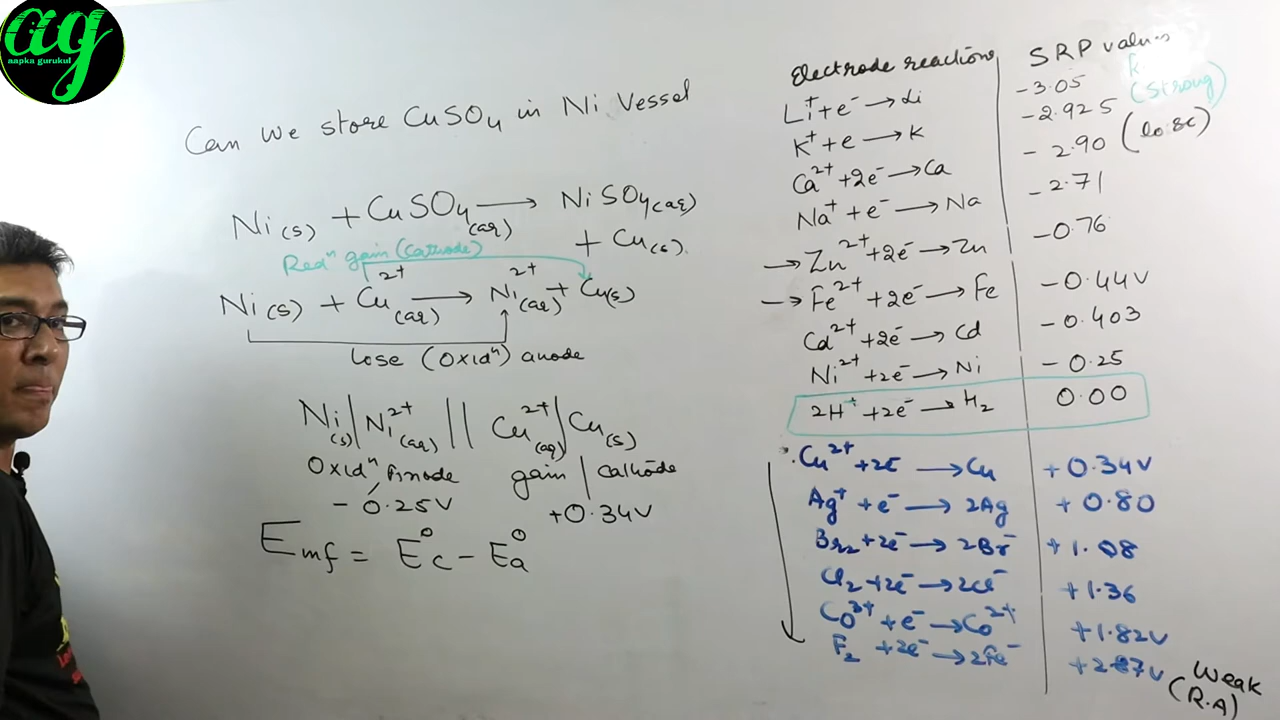 ag
aapka gurukul
Can we store CuSO4 in Ni Vessel
Ni(s) + CuSO4(aq) → NiSO4(aq)
+ Cu(s).
Redⁿ gain (Cathode)
Ni(s) + Cu²⁺(aq) → Ni²⁺(aq) + Cu(s)
lose (Oxidⁿ) anode
Ni(s) | Ni²⁺(aq) || Cu²⁺(aq) | Cu(s)
Oxidⁿ Anode gain | Cathode
- 0.25V +0.34V
Emf = E°c - E°a
Electrode reactions SRP values
Li⁺ + e⁻ → Li -3.05
(Strong)
K⁺ + e → K -2.925
Ca²⁺ + 2e⁻ → Ca - 2.90 (lose)
Na⁺ + e⁻ → Na - 2.71
→ Zn²⁺ + 2e⁻ → Zn -0.76
→ Fe²⁺ + 2e⁻ → Fe - 0.44V
Cd²⁺ + 2e⁻ → Cd - 0.403
Ni²⁺ + 2e⁻ → Ni - 0.25
2H⁺ + 2e⁻ → H2 0.00
Cu²⁺ + 2e → Cu + 0.34V
Ag⁺ + e⁻ → 2Ag + 0.80
Br2 + 2e⁻ → 2Br⁻ + 1.08
Cl2 + 2e⁻ → 2Cl⁻ + 1.36
CO³⁺ + e⁻ → Co²⁺ +1.82V
F2 + 2e⁻ → 2Fe⁻ +2.87V
Weak
(R.A)